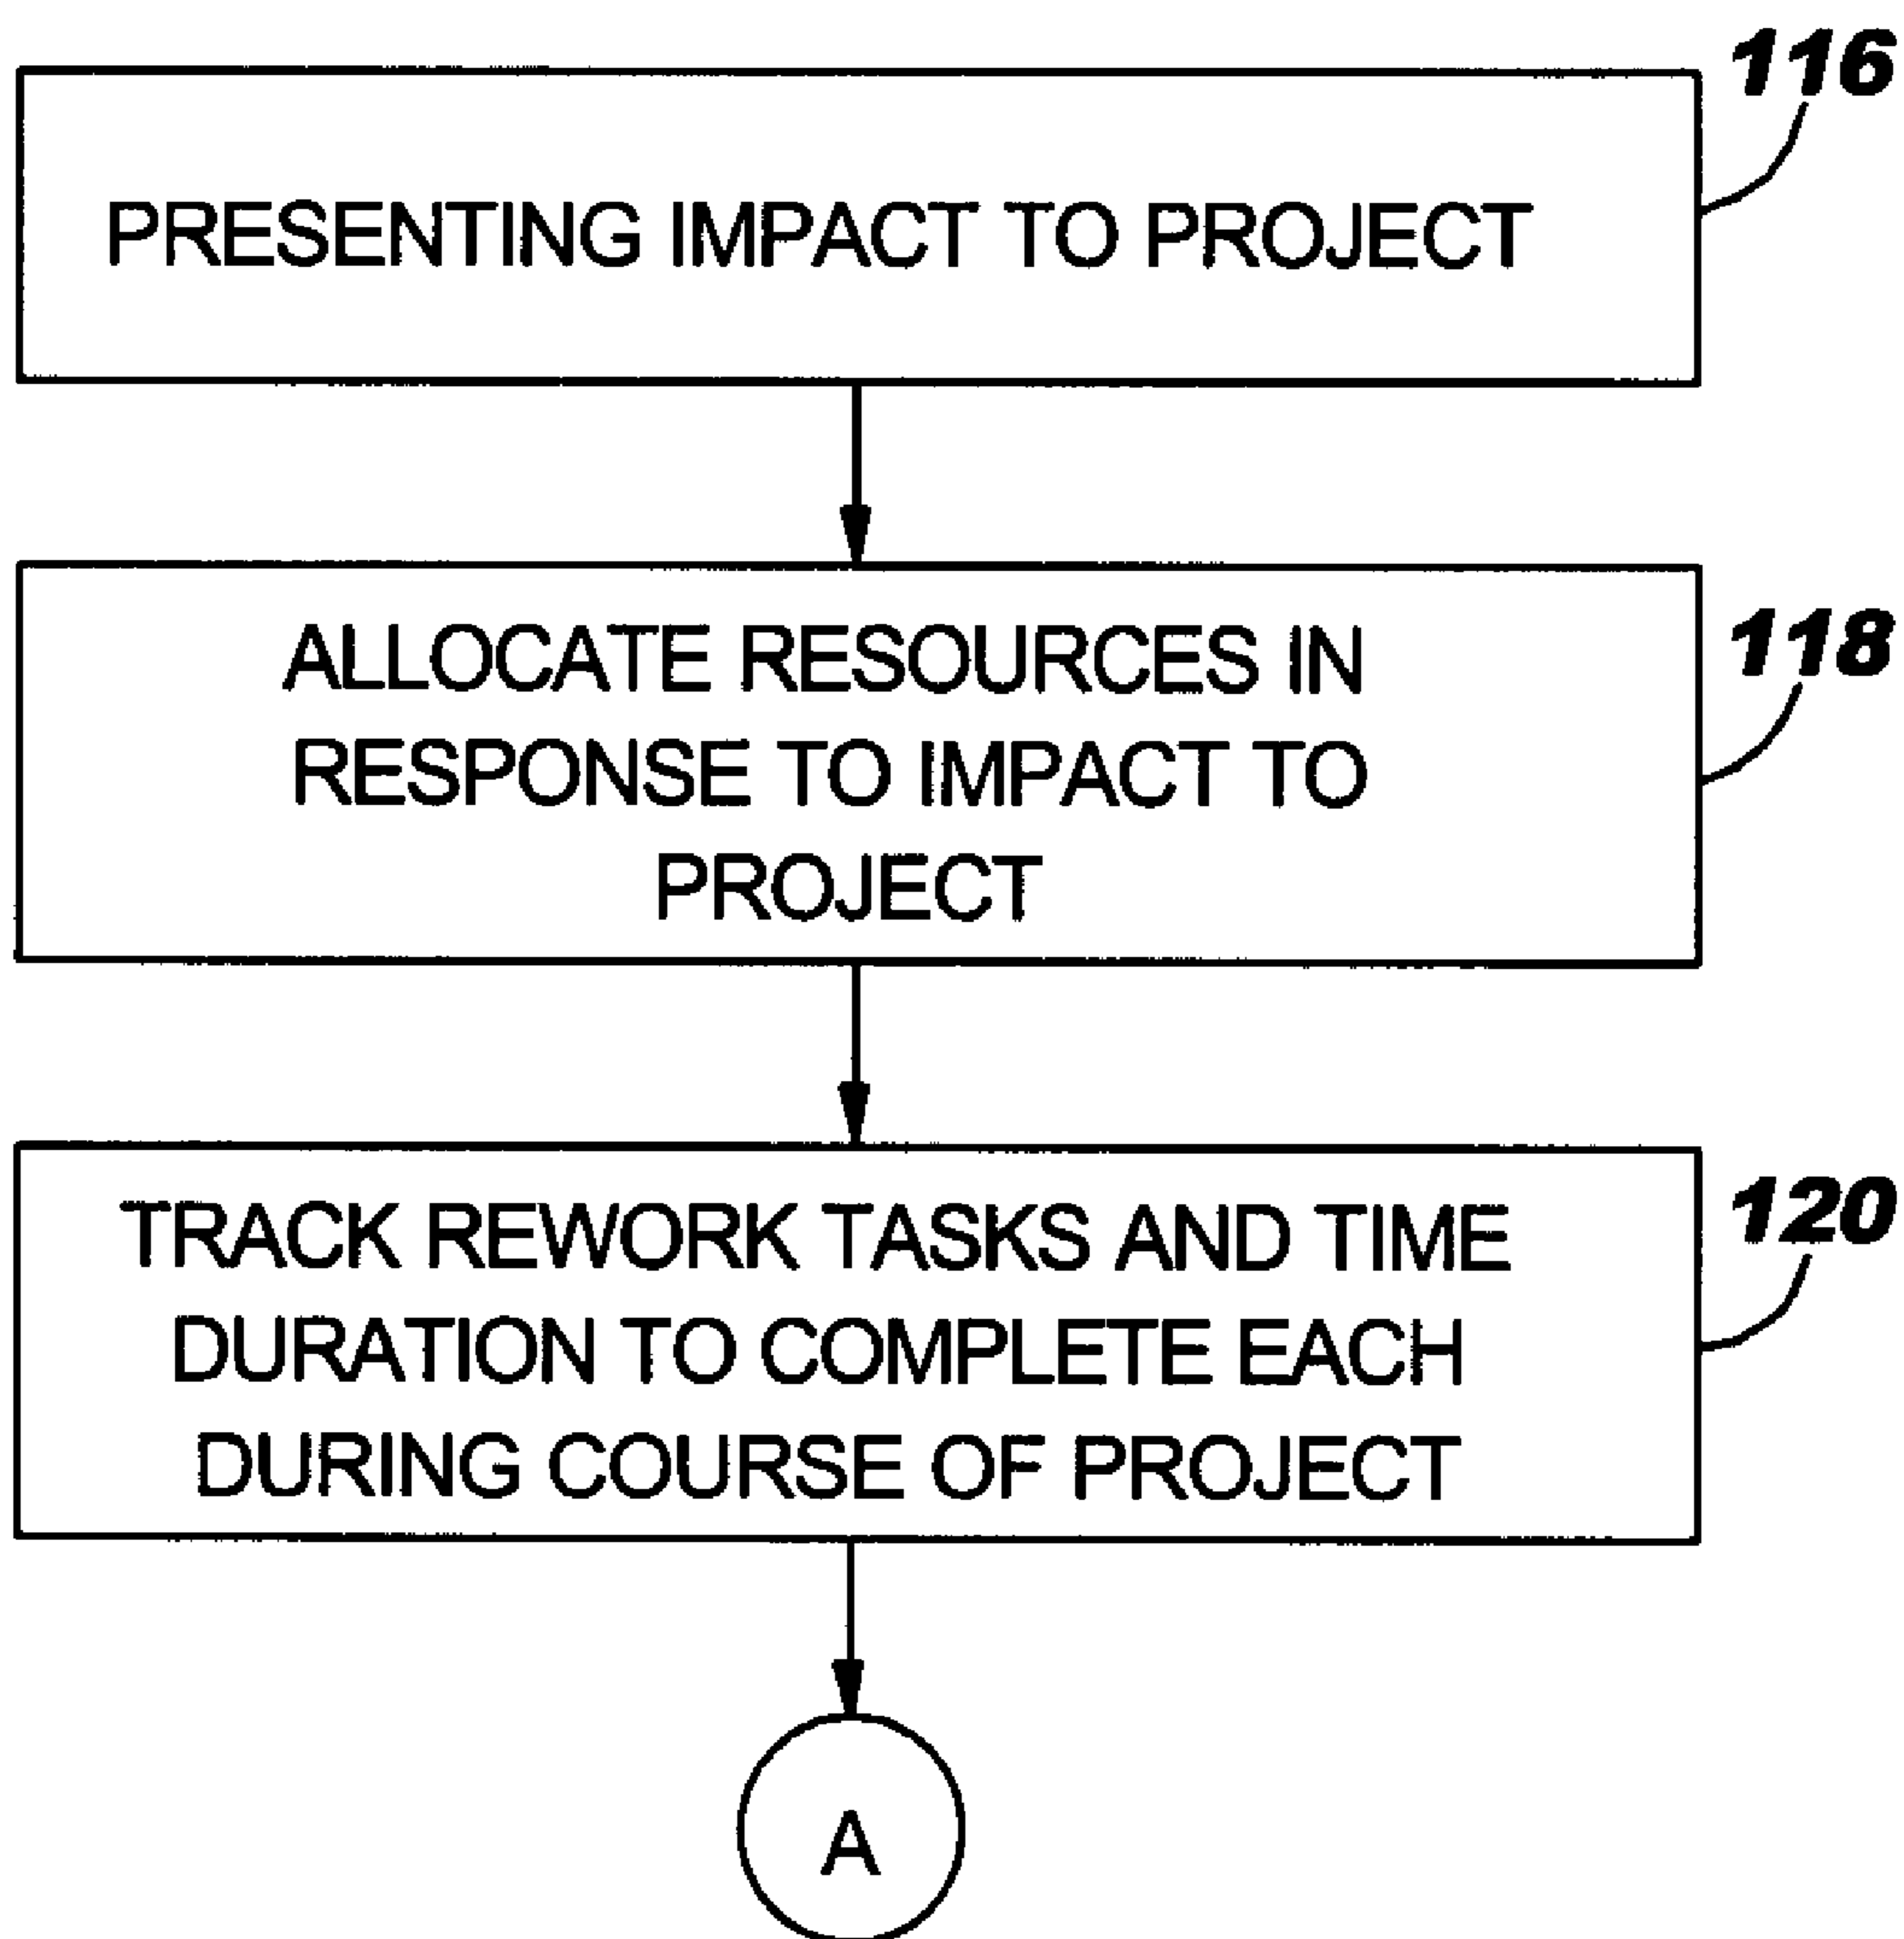 116
PRESENTING IMPACT TO PROJECT
118
ALLOCATE RESOURCES IN
RESPONSE TO IMPACT TO
PROJECT
120
TRACK REWORK TASKS AND TIME
DURATION TO COMPLETE EACH
DURING COURSE OF PROJECT
A